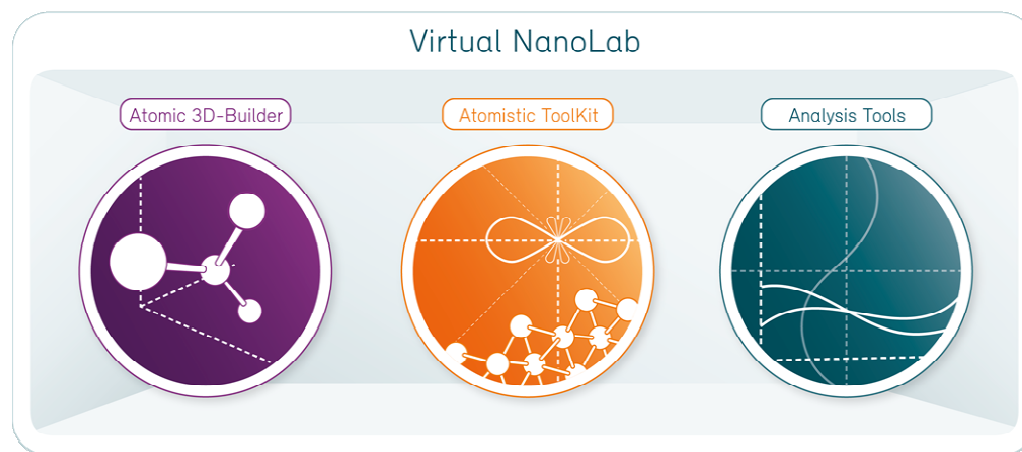 Virtual NanoLab
Atomic 3D-Builder
Atomistic ToolKit
Analysis Tools